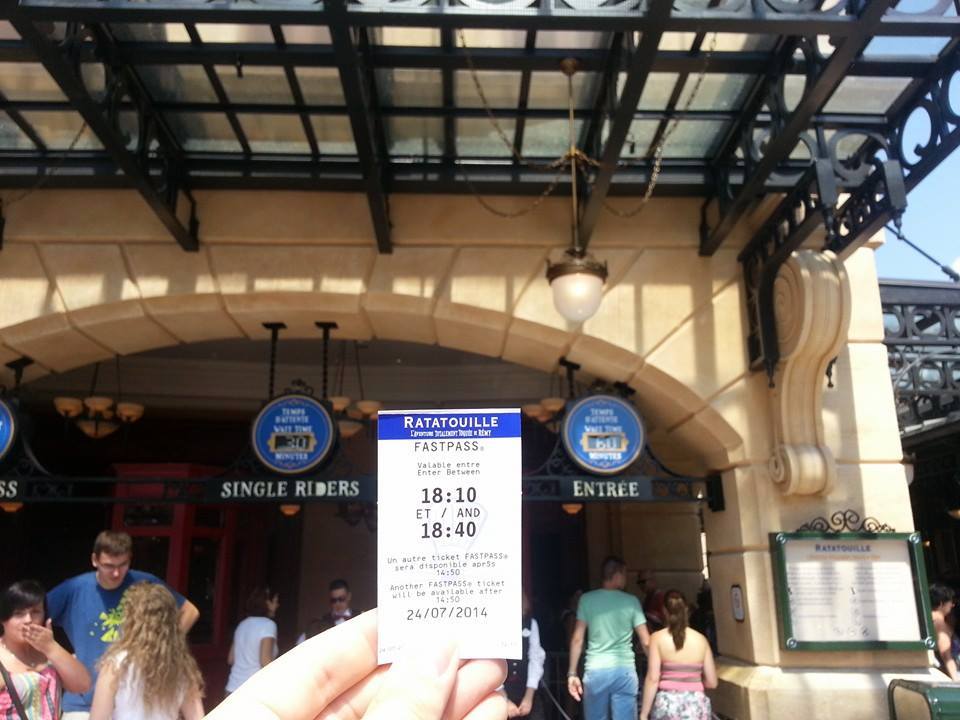 TEMPS
D'ATTENTE
WAIT TIME
30
MINUTES
TEMPS
D'ATTENTE
WAIT TIME
60
MINUTES
SS
SINGLE RIDERS
ENTRÉE
RATATOUILLE
L'AVENTURE TOTALEMENT TOQUÉE DE RÉMY
FASTPASS®
Valable entre
Enter Between
18:10
ET / AND
18:40
Un autre ticket FASTPASS®
sera disponible apr5s
14:50
Another FASTPASS® ticket
will be available after
14:50
24/07/2014
RATATOUILLE